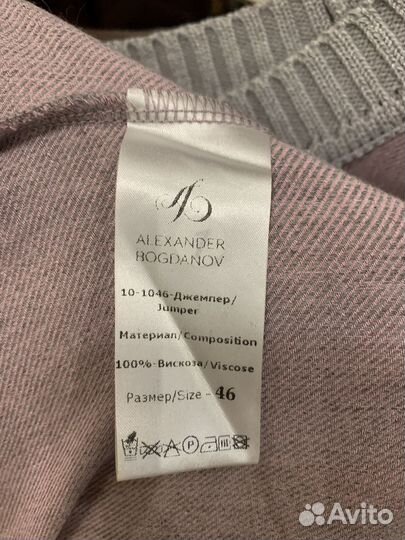 ALEXANDER
BOGDANOV
10-1046-Джемпер/
Jumper
Материал/Composition
100%-Вискоза/Viscose
Размер/Size - 46
P
Avito